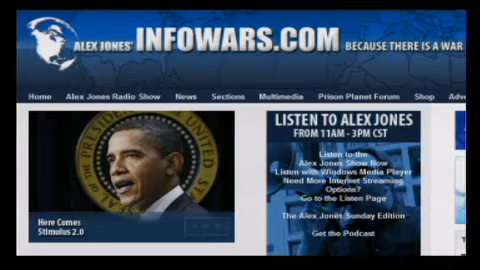 ALEX JONES' INFOWARS.COM BECAUSE THERE IS A WAR
Home Alex Jones Radio Show News Sections Multimedia Prison Planet Forum Shop Adve
LISTEN TO ALEX JONES
FROM 11AM - 3PM CST
Listen to the
Alex Jones Show Now
Listen with Windows Media Player
Need More Internet Streaming
Options?
Go to the Listen Page
The Alex Jones Sunday Edition
Get the Podcast
Here Comes
Stimulus 2.0